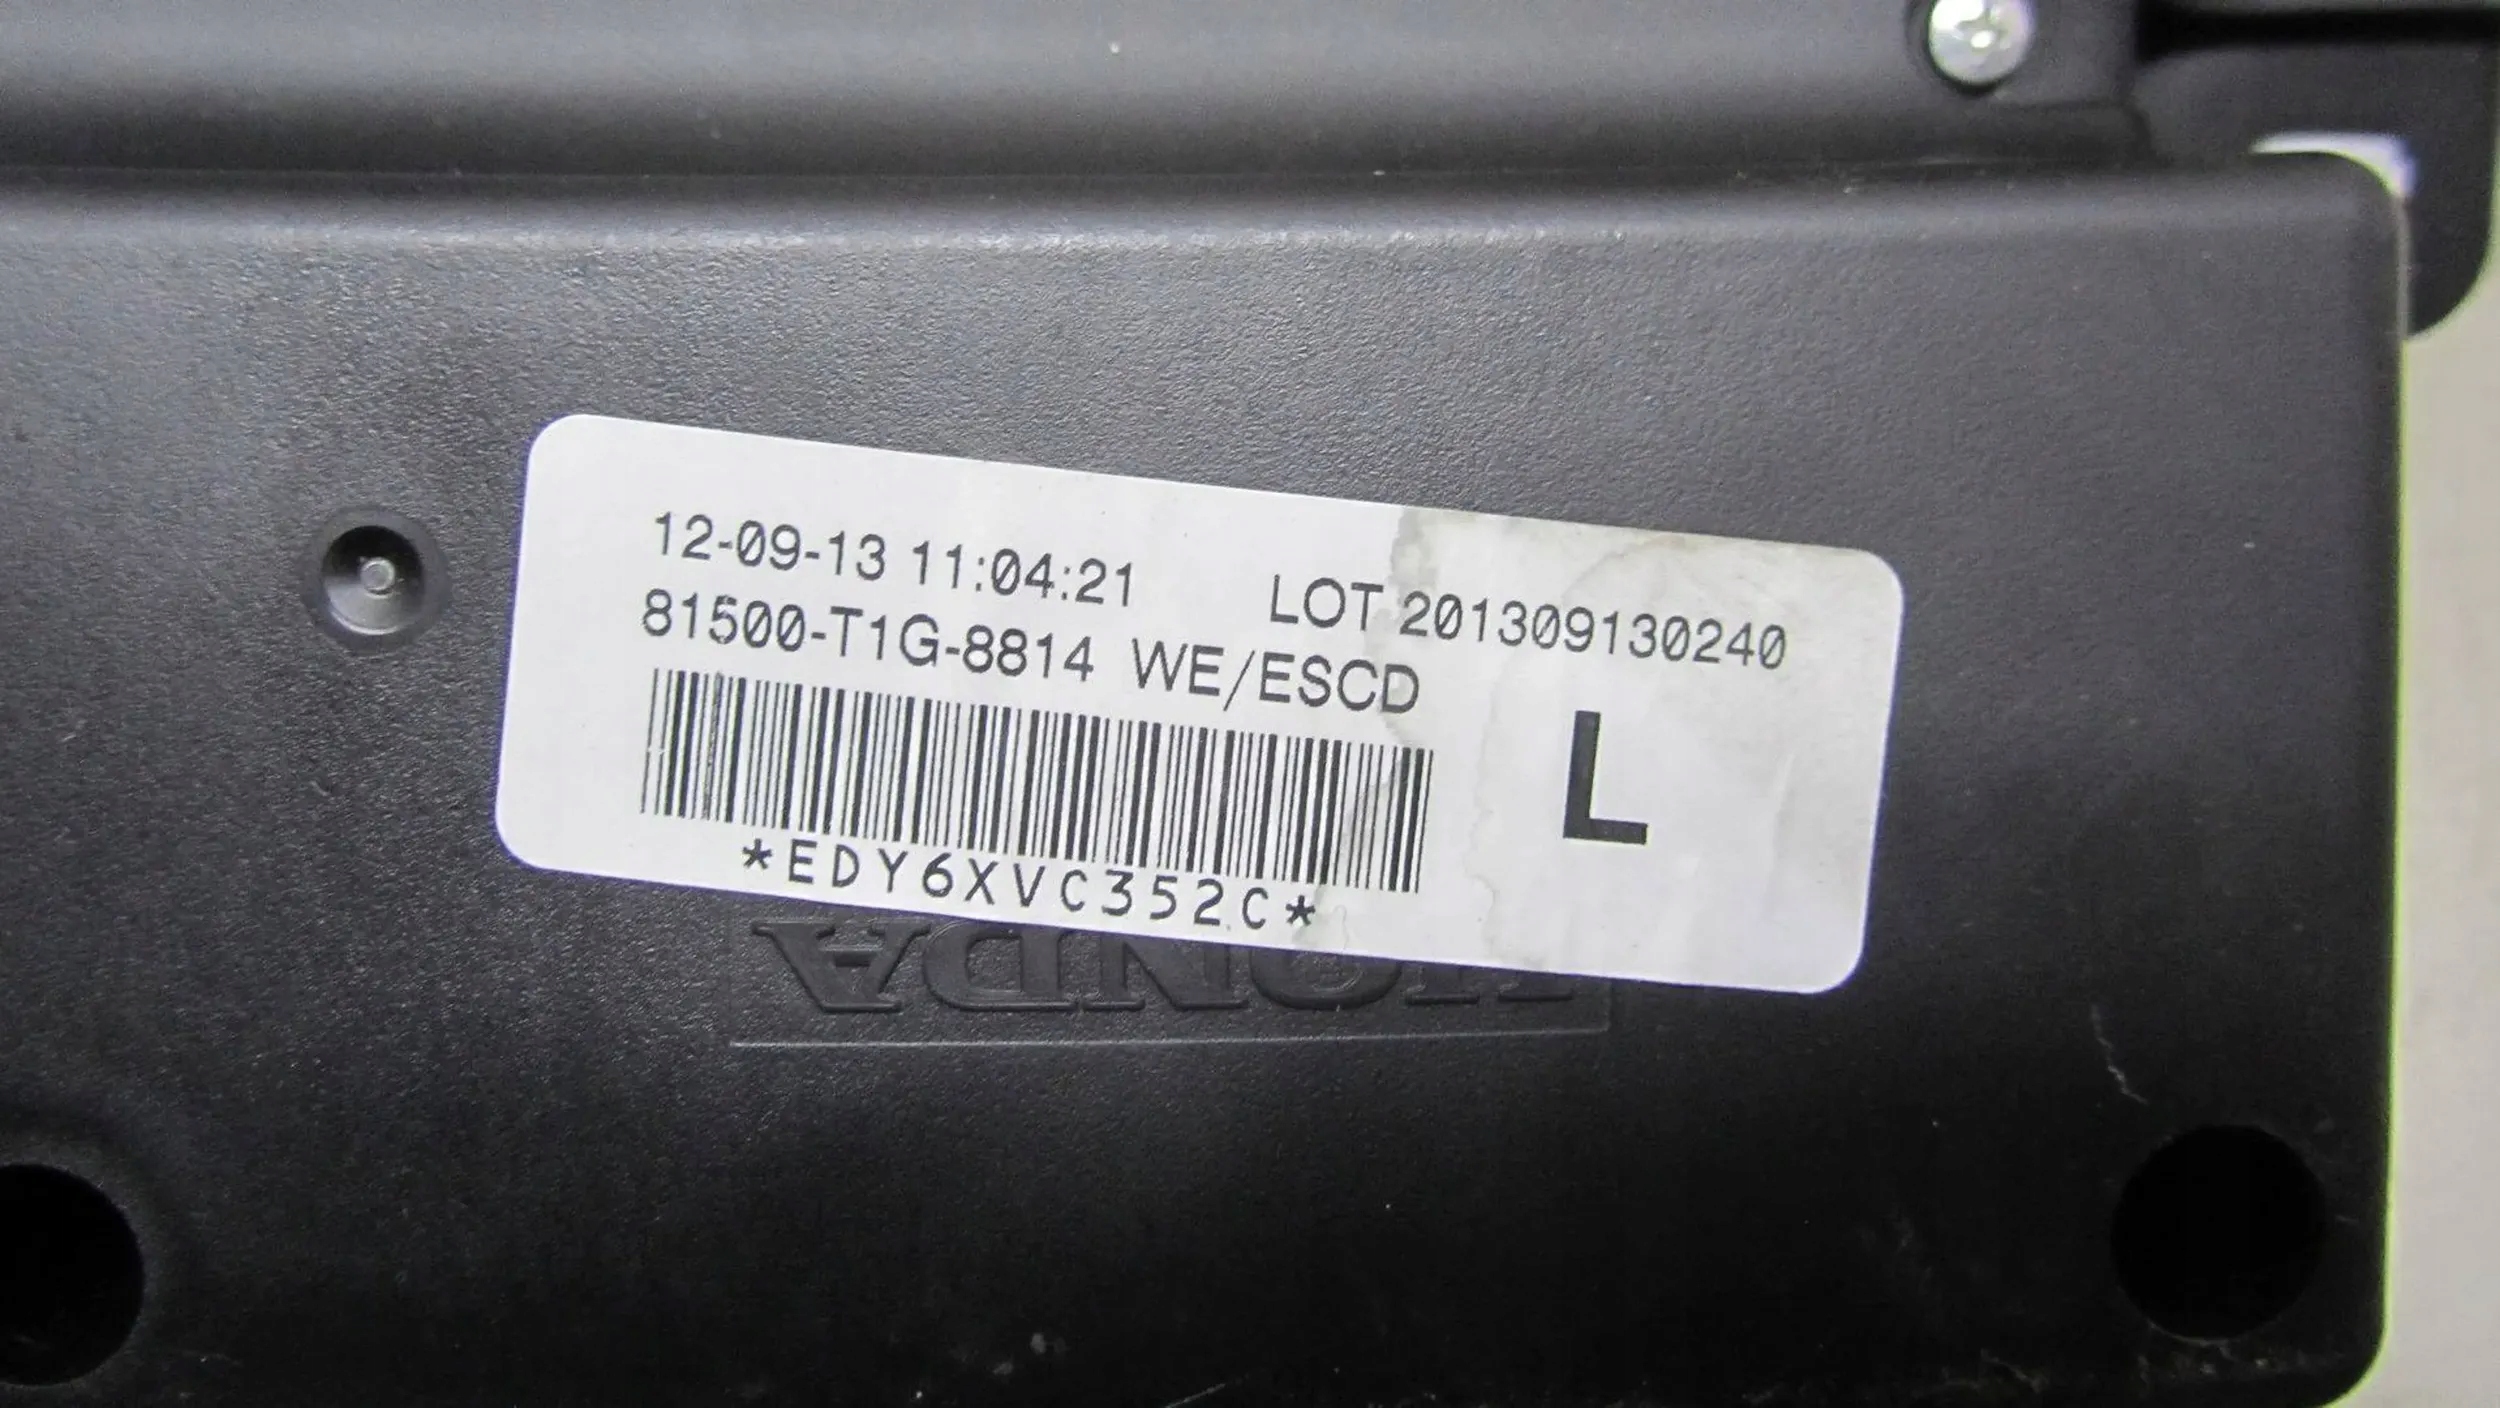 12-09-13 11:04:21 LOT 201309130240
81500-T1G-8814 WE/ESCD
L
*EDY6XVC352C*
HONDA